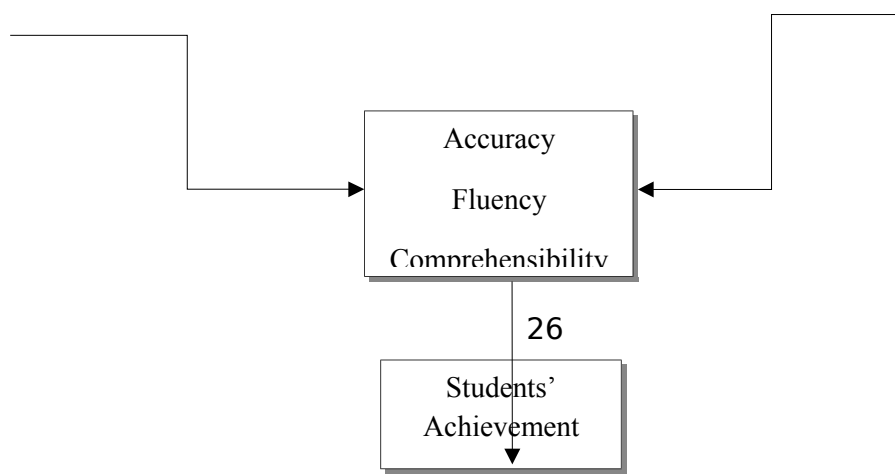 Accuracy
Fluency
Comprehensibility
26
Students’
Achievement